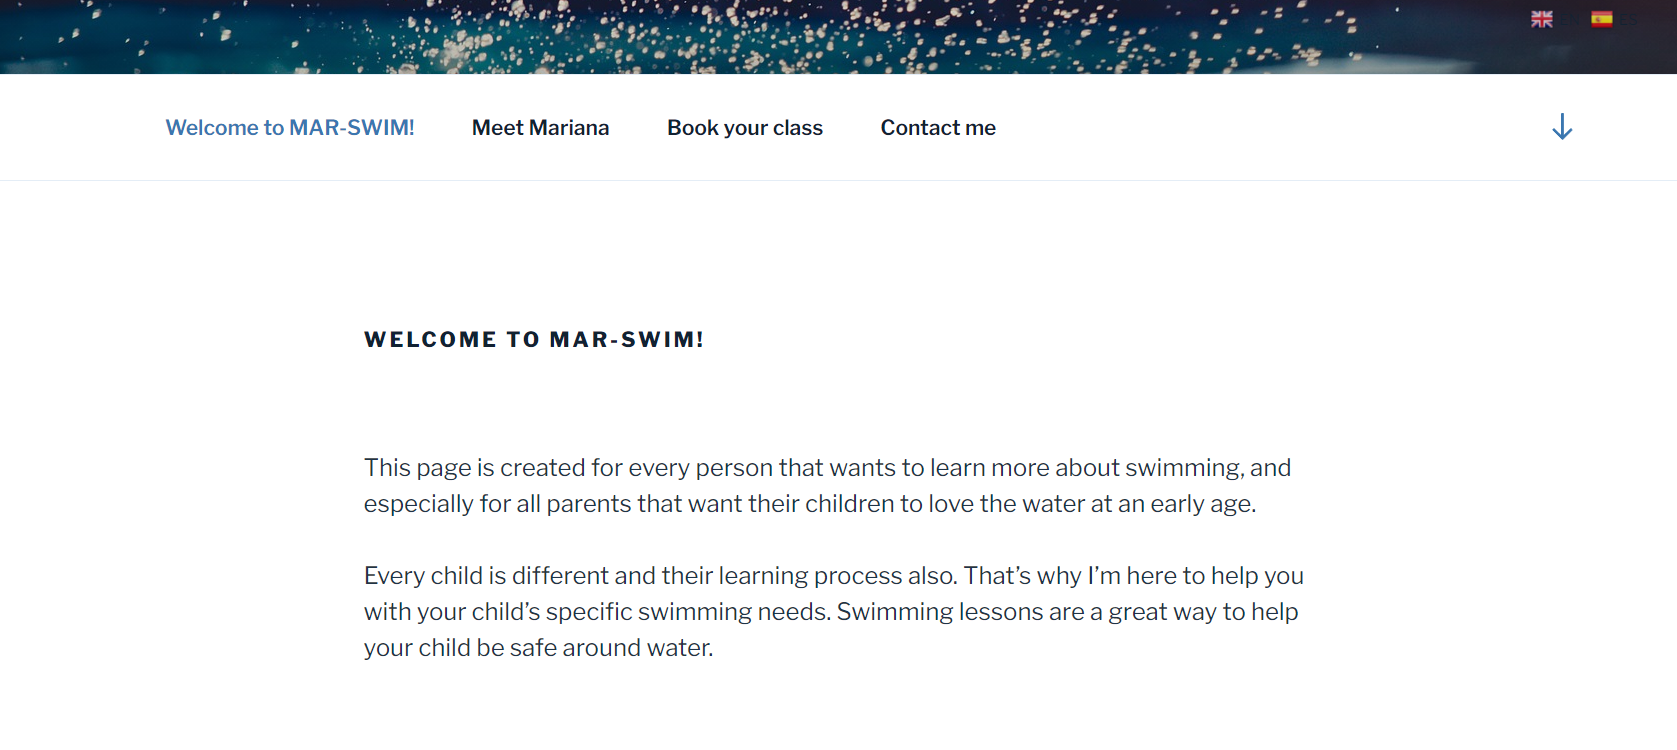 ES
Welcome to MAR-SWIM!
Meet Mariana
Book your class
Contact me
WELCOME TO MAR-SWIM!
This page is created for every person that wants to learn more about swimming, and
especially for all parents that want their children to love the water at an early age.
Every child is different and their learning process also. That’s why I’m here to help you
with your child’s specific swimming needs. Swimming lessons are a great way to help
your child be safe around water.